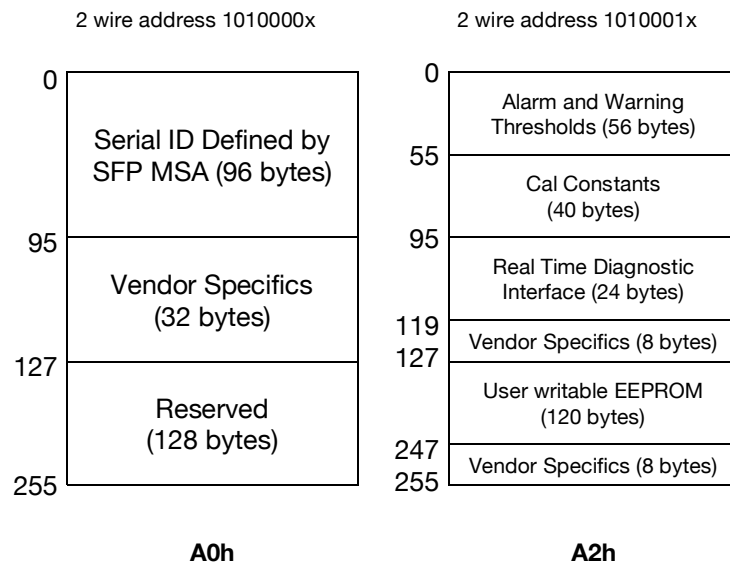 2 wire address 1010000x
0
Serial ID Defined by
SFP MSA (96 bytes)
95
Vendor Specifics
(32 bytes)
127
Reserved
(128 bytes)
255
A0h
2 wire address 1010001x
0
Alarm and Warning
Thresholds (56 bytes)
55
Cal Constants
(40 bytes)
95
Real Time Diagnostic
Interface (24 bytes)
119
Vendor Specifics (8 bytes)
127
User writable EEPROM
(120 bytes)
247
Vendor Specifics (8 bytes)
255
A2h